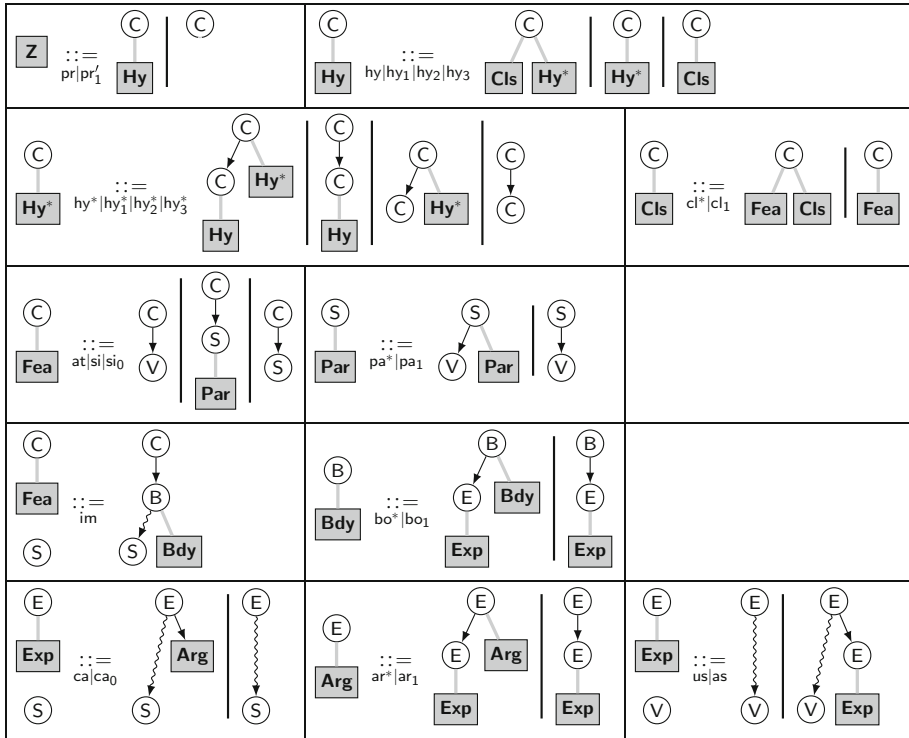 Z ::= pr|pr′₁ C Hy | C
C Hy ::= hy|hy₁|hy₂|hy₃ C Cls Hy* | C Hy* | C Cls
C Hy* ::= hy*|hy*₁|hy*₂|hy*₃ C C Hy Hy* | C C Hy | C C Hy* | C C
C Cls ::= cl*|cl₁ C Fea Cls | C Fea
C Fea ::= at|si|si₀ C V | C S Par | C S
S Par ::= pa*|pa₁ S V Par | S V
C Fea S ::= im C B S Bdy
B Bdy ::= bo*|bo₁ B E Exp Bdy | B E Exp
E Exp S ::= ca|ca₀ E S Arg | E S
E Arg ::= ar*|ar₁ E E Exp Arg | E E Exp
E Exp V ::= us|as E V | E V E Exp